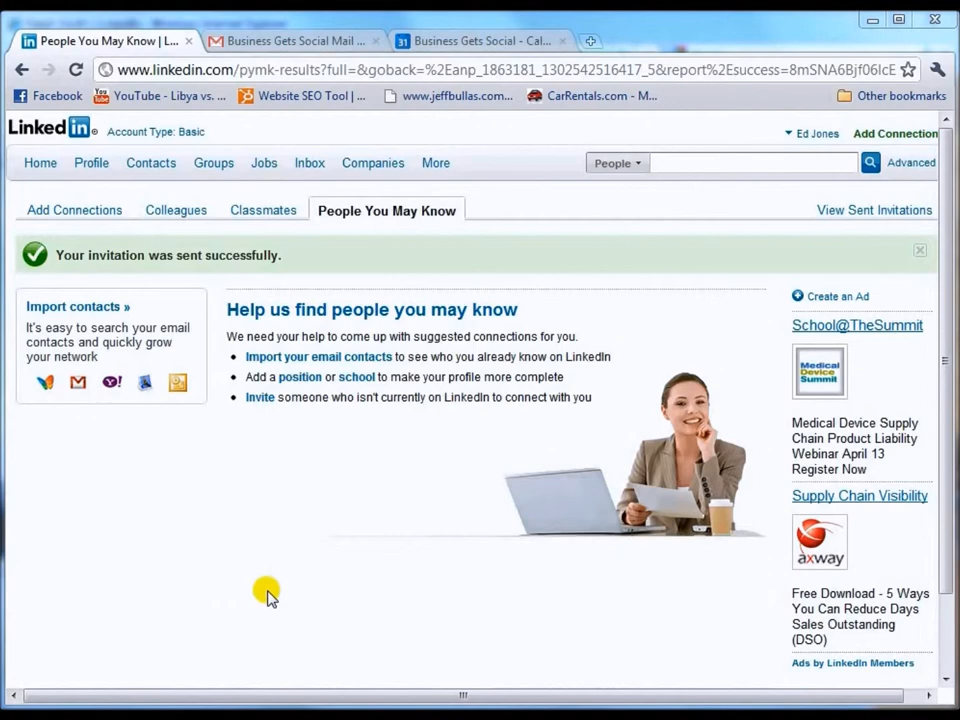 People You May Know | L...
Business Gets Social Mail ...
31 Business Gets Social - Cal...
www.linkedin.com/pymk-results?full=&goback=%2Eanp_1863181_1302542516417_5&report%2Esuccess=8mSNA6Bjf06IcE
Facebook
YouTube - Libya vs. ...
Website SEO Tool | ...
www.jeffbullas.com...
CarRentals.com - M...
Other bookmarks
Linked in
Account Type: Basic
Ed Jones
Add Connection
Home Profile Contacts Groups Jobs Inbox Companies More
People
Advanced
Add Connections Colleagues Classmates People You May Know
View Sent Invitations
Your invitation was sent successfully.
Import contacts »
It's easy to search your email
contacts and quickly grow
your network
Help us find people you may know
We need your help to come up with suggested connections for you.
Import your email contacts to see who you already know on LinkedIn
Add a position or school to make your profile more complete
Invite someone who isn't currently on LinkedIn to connect with you
Create an Ad
School@TheSummit
Medical
Device
Summit
Medical Device Supply
Chain Product Liability
Webinar April 13
Register Now
Supply Chain Visibility
axway
Free Download - 5 Ways
You Can Reduce Days
Sales Outstanding
(DSO)
Ads by LinkedIn Members